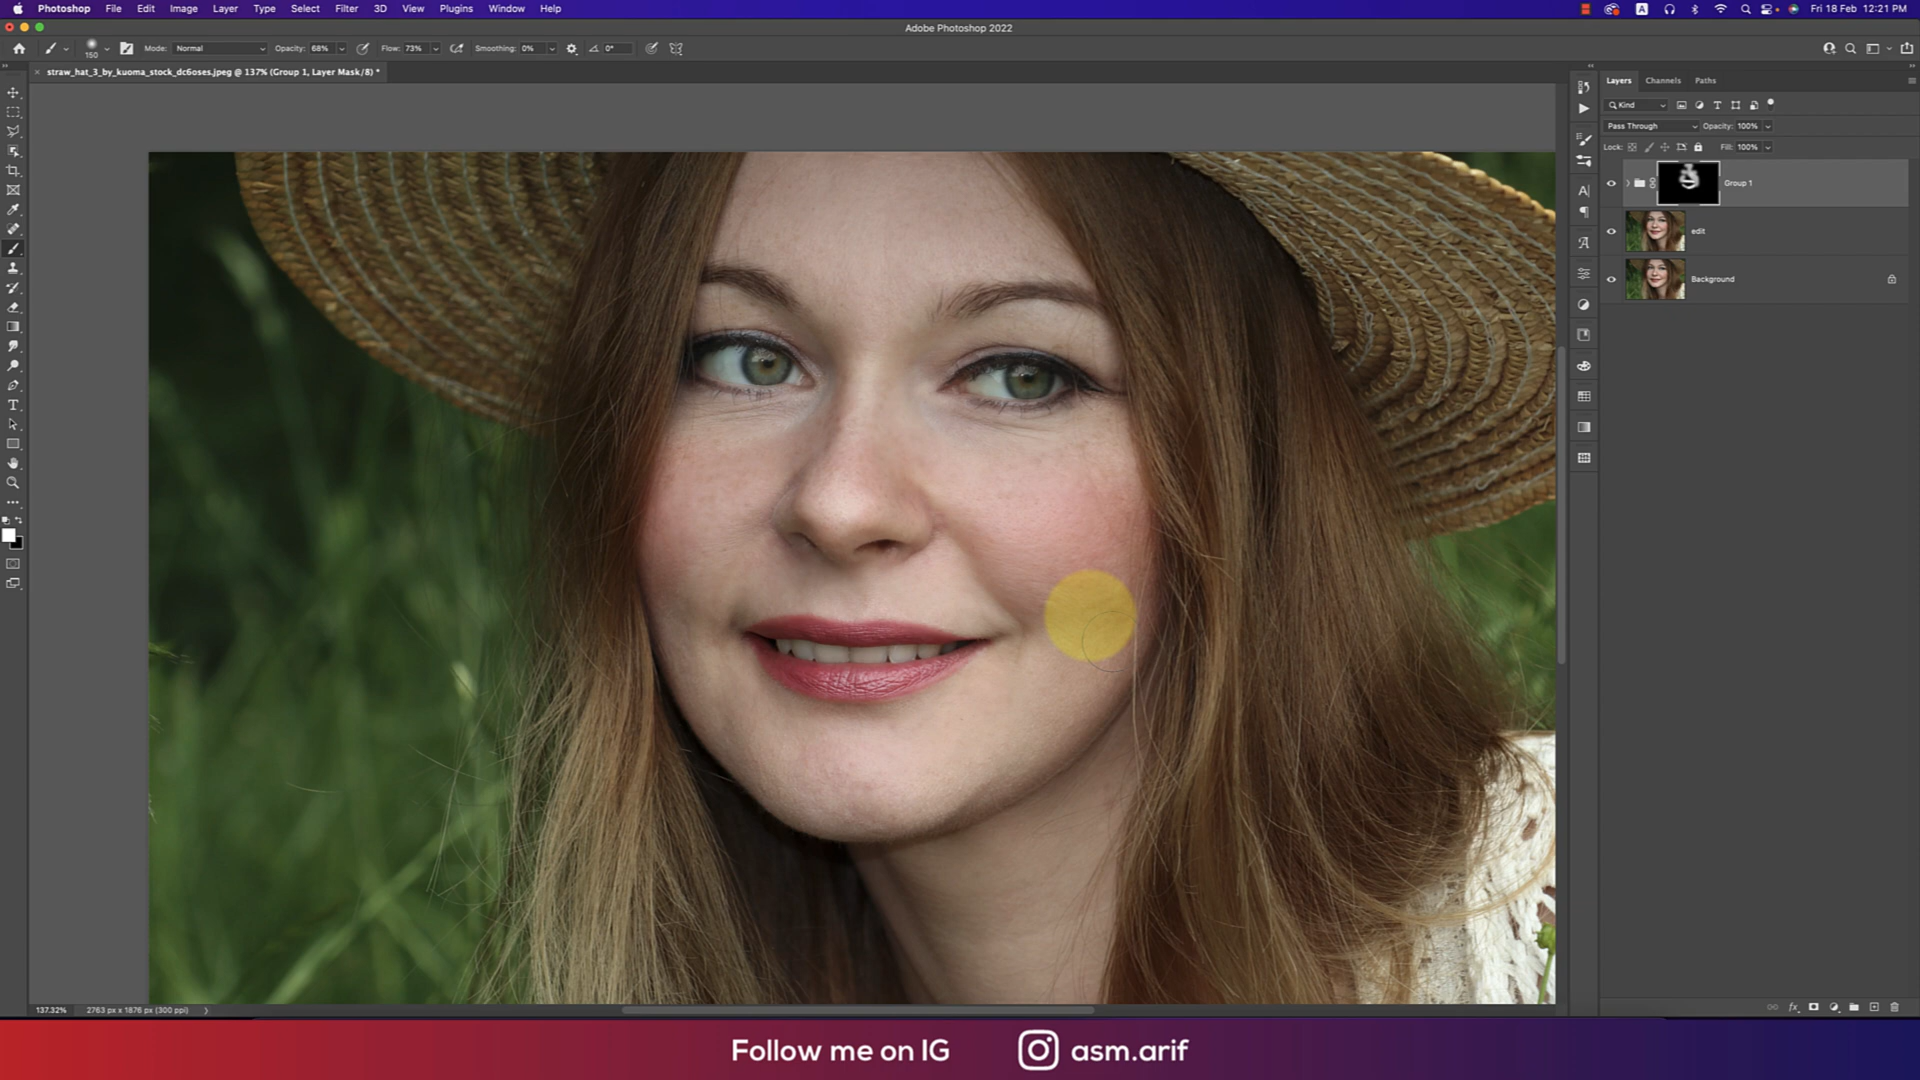 Photoshop File Edit Image Layer Type Select Filter 3D View Plugins Window Help
A Fri 18 Feb 12:21 PM
Adobe Photoshop 2022
150 Mode: Normal Opacity: 68% Flow: 73% Smoothing: 0% 0°
× straw_hat_3_by_kuoma_stock_dc6oses.jpeg @ 137% (Group 1, Layer Mask/8) *
Layers Channels Paths
Kind
Pass Through Opacity: 100%
Lock: Fill: 100%
Group 1
edit
Background
137.32% 2763 px x 1876 px (300 ppi)
Follow me on IG asm.arif